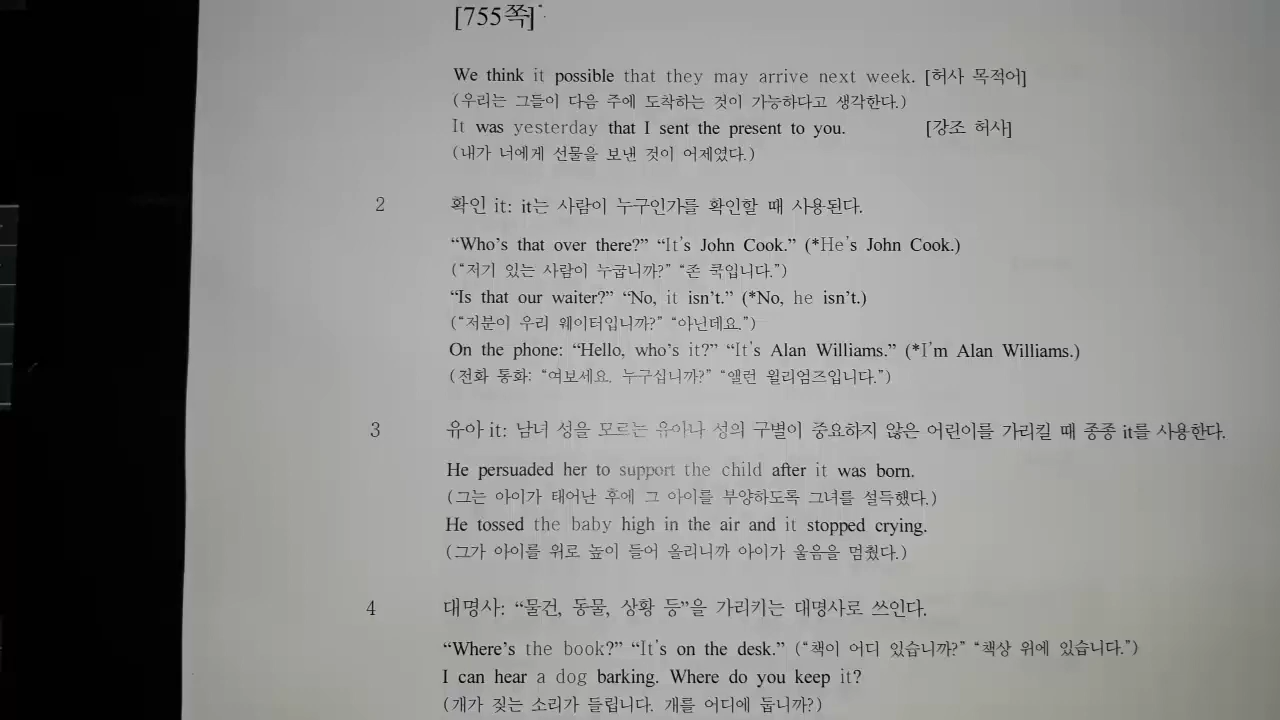 [755쪽]
We think it possible that they may arrive next week. [허사 목적어]
(우리는 그들이 다음 주에 도착하는 것이 가능하다고 생각한다.)
It was yesterday that I sent the present to you. [강조 허사]
(내가 너에게 선물을 보낸 것이 어제였다.)
2 확인 it: it는 사람이 누구인가를 확인할 때 사용된다.
“Who’s that over there?” “It’s John Cook.” (*He’s John Cook.)
(“저기 있는 사람이 누굽니까?” “존 쿡입니다.”)
“Is that our waiter?” “No, it isn’t.” (*No, he isn’t.)
(“저분이 우리 웨이터입니까?” “아닌데요.”)
On the phone: “Hello, who’s it?” “It’s Alan Williams.” (*I’m Alan Williams.)
(전화 통화: “여보세요. 누구십니까?” “앨런 윌리엄즈입니다.”)
3 유아 it: 남녀 성을 모르는 유아나 성의 구별이 중요하지 않은 어린이를 가리킬 때 종종 it를 사용한다.
He persuaded her to support the child after it was born.
(그는 아이가 태어난 후에 그 아이를 부양하도록 그녀를 설득했다.)
He tossed the baby high in the air and it stopped crying.
(그가 아이를 위로 높이 들어 올리니까 아이가 울음을 멈췄다.)
4 대명사: “물건, 동물, 상황 등”을 가리키는 대명사로 쓰인다.
“Where’s the book?” “It’s on the desk.” (“책이 어디 있습니까?” “책상 위에 있습니다.”)
I can hear a dog barking. Where do you keep it?
(개가 짖는 소리가 들립니다. 개를 어디에 둡니까?)